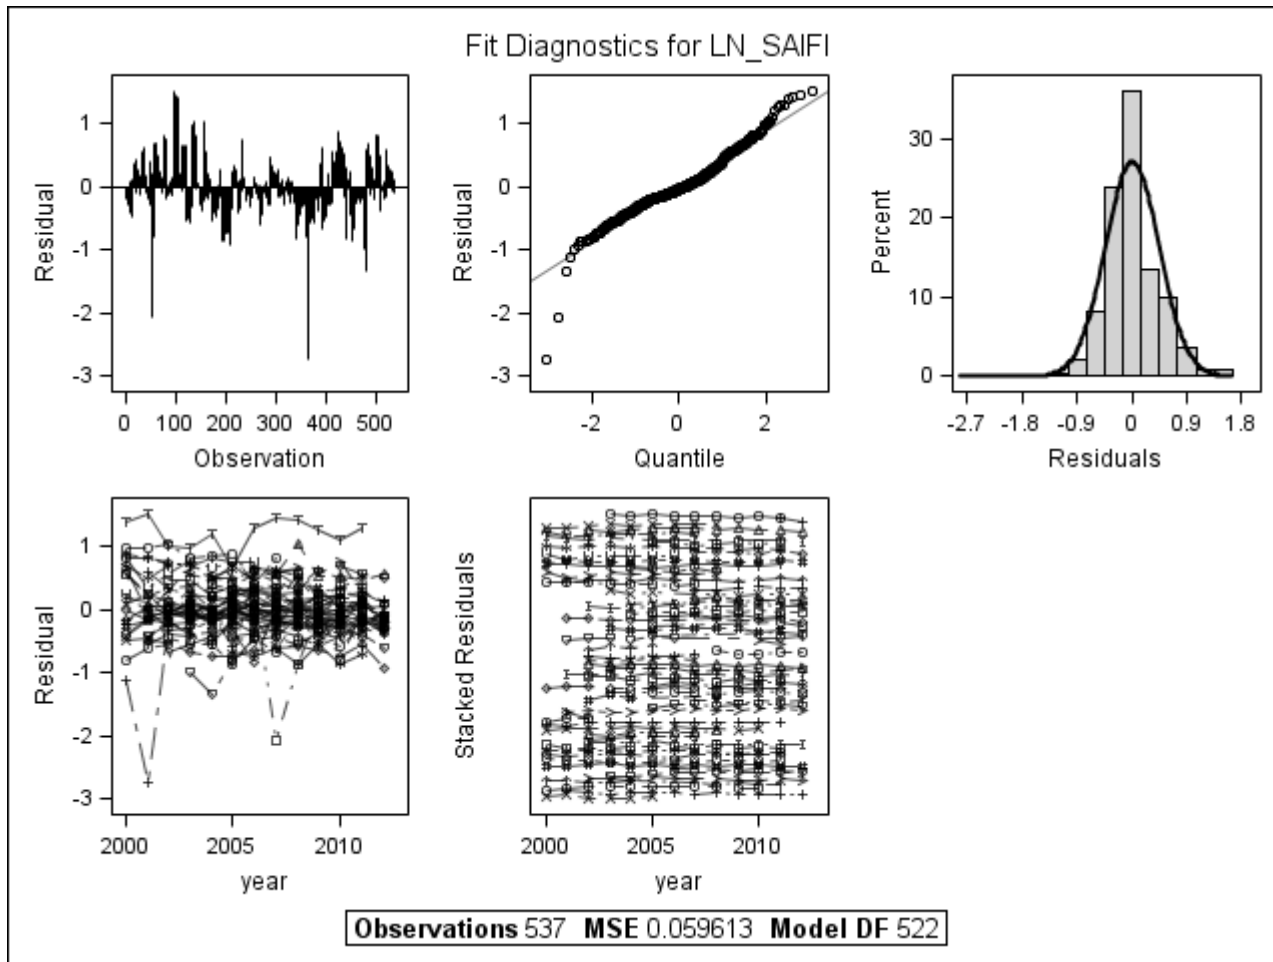 Fit Diagnostics for LN_SAIFI
1
0
-1
-2
-3
Residual
0 100 200 300 400 500
Observation
1
0
-1
-2
-3
Residual
-2 0 2
Quantile
30
20
10
0
Percent
-2.7 -1.8 -0.9 0 0.9 1.8
Residuals
1
0
-1
-2
-3
Residual
2000 2005 2010
year
Stacked Residuals
2000 2005 2010
year
Observations 537 MSE 0.059613 Model DF 522